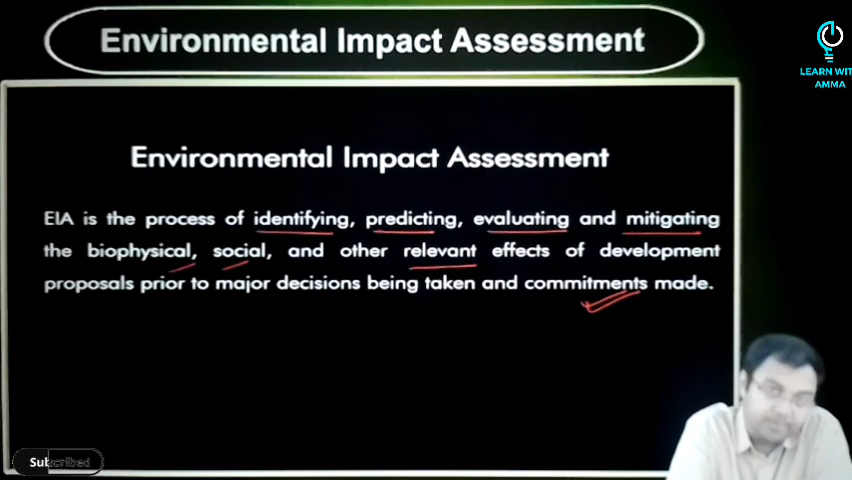 Environmental Impact Assessment
LEARN WIT
AMMA
Environmental Impact Assessment
EIA is the process of identifying, predicting, evaluating and mitigating
the biophysical, social, and other relevant effects of development
proposals prior to major decisions being taken and commitments made.
Subscribed